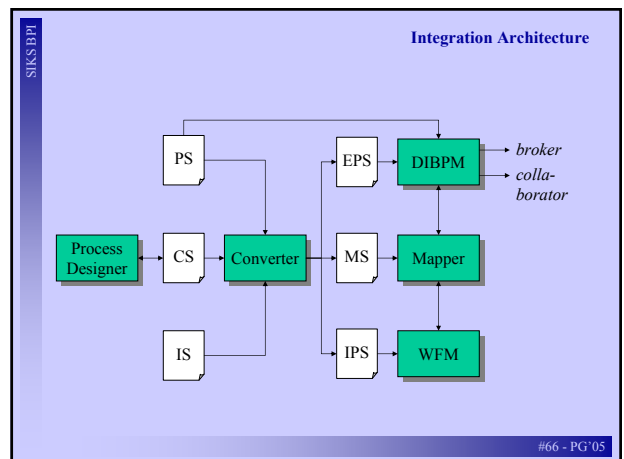 SIKS BPI
Integration Architecture
PS
EPS
DIBPM
broker
colla-
borator
Process
Designer
CS
Converter
MS
Mapper
IS
IPS
WFM
#66 - PG'05